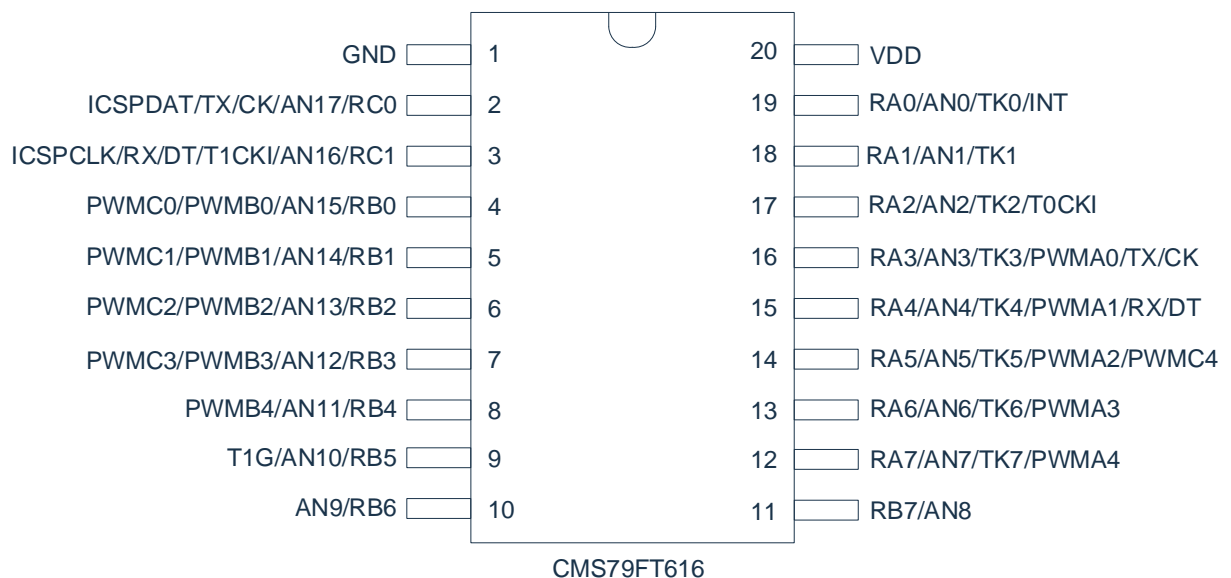 GND 1 20 VDD
ICSPDAT/TX/CK/AN17/RC0 2 19 RA0/AN0/TK0/INT
ICSPCLK/RX/DT/T1CKI/AN16/RC1 3 18 RA1/AN1/TK1
PWMC0/PWMB0/AN15/RB0 4 17 RA2/AN2/TK2/T0CKI
PWMC1/PWMB1/AN14/RB1 5 16 RA3/AN3/TK3/PWMA0/TX/CK
PWMC2/PWMB2/AN13/RB2 6 15 RA4/AN4/TK4/PWMA1/RX/DT
PWMC3/PWMB3/AN12/RB3 7 14 RA5/AN5/TK5/PWMA2/PWMC4
PWMB4/AN11/RB4 8 13 RA6/AN6/TK6/PWMA3
T1G/AN10/RB5 9 12 RA7/AN7/TK7/PWMA4
AN9/RB6 10 11 RB7/AN8
CMS79FT616